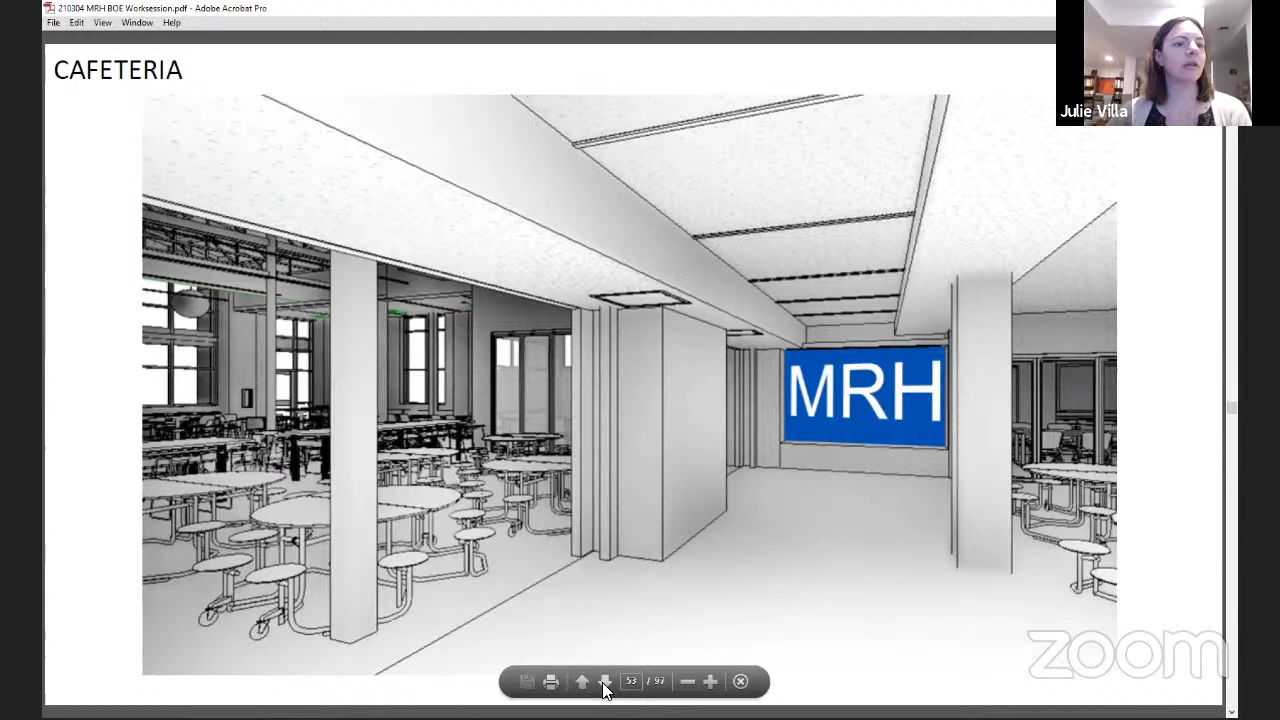 210304 MRH BOE Worksession.pdf - Adobe Acrobat Pro
File Edit View Window Help
CAFETERIA
Julie Villa
MRH
zoom
53 / 97